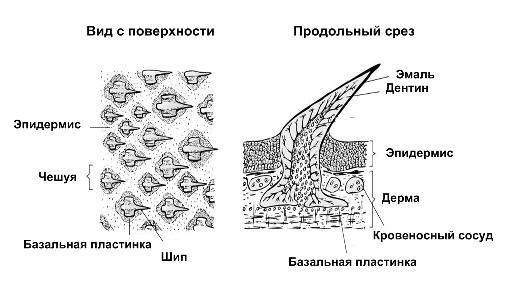 Вид с поверхности
Продольный срез
Эпидермис
Чешуя
Базальная пластинка
Шип
Эмаль
Дентин
Эпидермис
Дерма
Кровеносный сосуд
Базальная пластинка